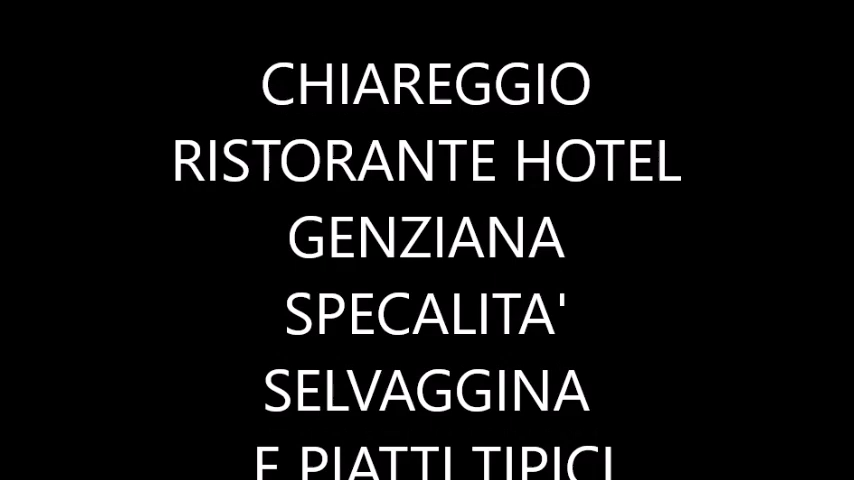 CHIAREGGIO
RISTORANTE HOTEL
GENZIANA
SPECALITA'
SELVAGGINA
E PIATTI TIPICI